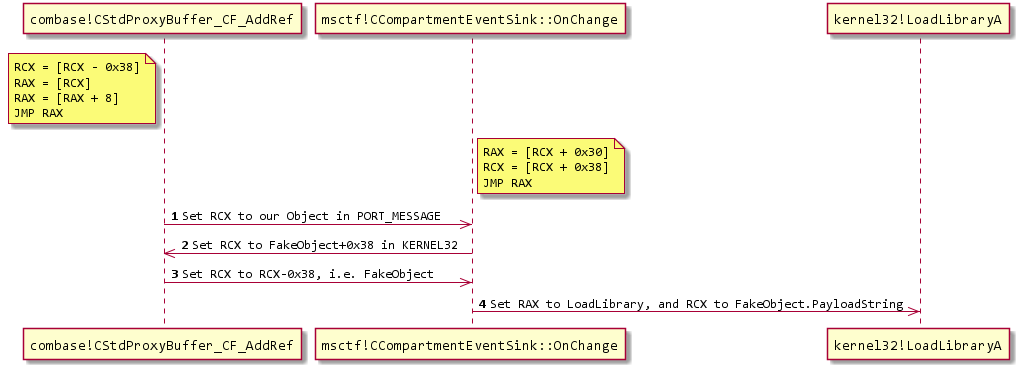 combase!CStdProxyBuffer_CF_AddRef
msctf!CCompartmentEventSink::OnChange
kernel32!LoadLibraryA
RCX = [RCX - 0x38]
RAX = [RCX]
RAX = [RAX + 8]
JMP RAX
RAX = [RCX + 0x30]
RCX = [RCX + 0x38]
JMP RAX
1 Set RCX to our Object in PORT_MESSAGE
2 Set RCX to FakeObject+0x38 in KERNEL32
3 Set RCX to RCX-0x38, i.e. FakeObject
4 Set RAX to LoadLibrary, and RCX to FakeObject.PayloadString
combase!CStdProxyBuffer_CF_AddRef
msctf!CCompartmentEventSink::OnChange
kernel32!LoadLibraryA